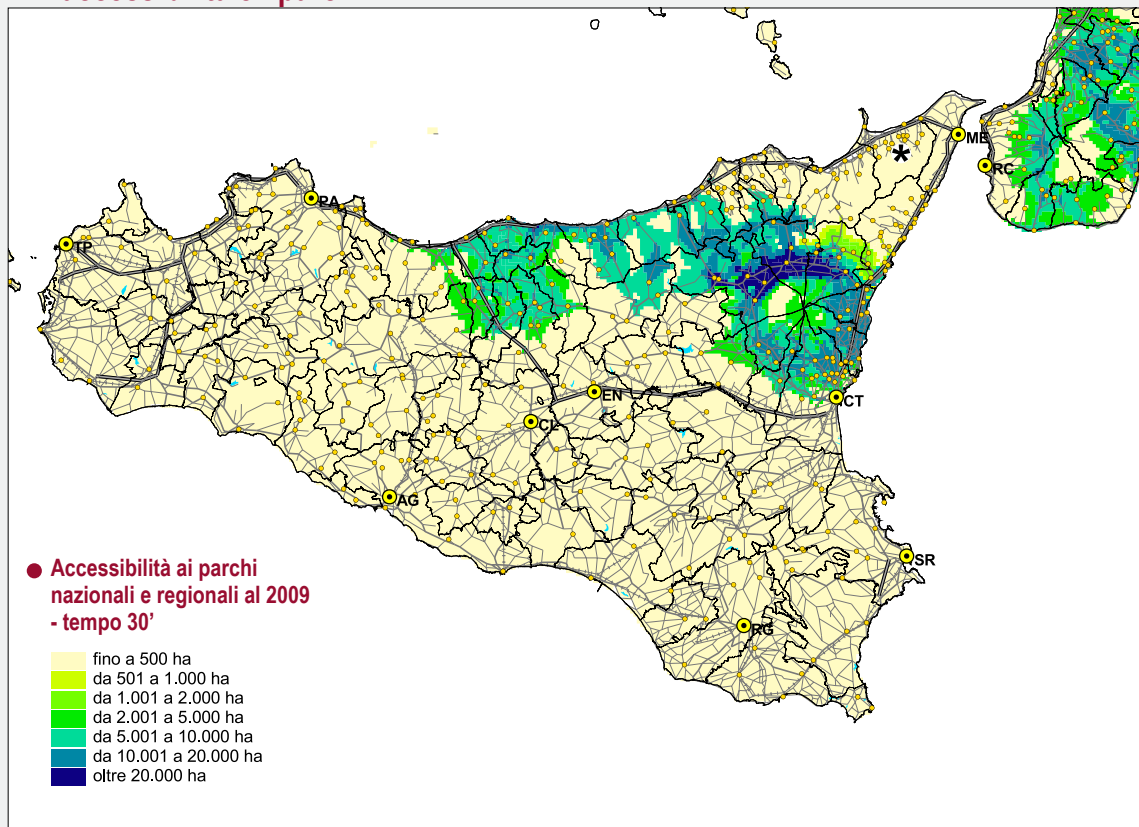 ME
RC
PA
TP
EN
CL
CT
AG
SR
RG
*
Accessibilità ai parchi
nazionali e regionali al 2009
- tempo 30’
fino a 500 ha
da 501 a 1.000 ha
da 1.001 a 2.000 ha
da 2.001 a 5.000 ha
da 5.001 a 10.000 ha
da 10.001 a 20.000 ha
oltre 20.000 ha